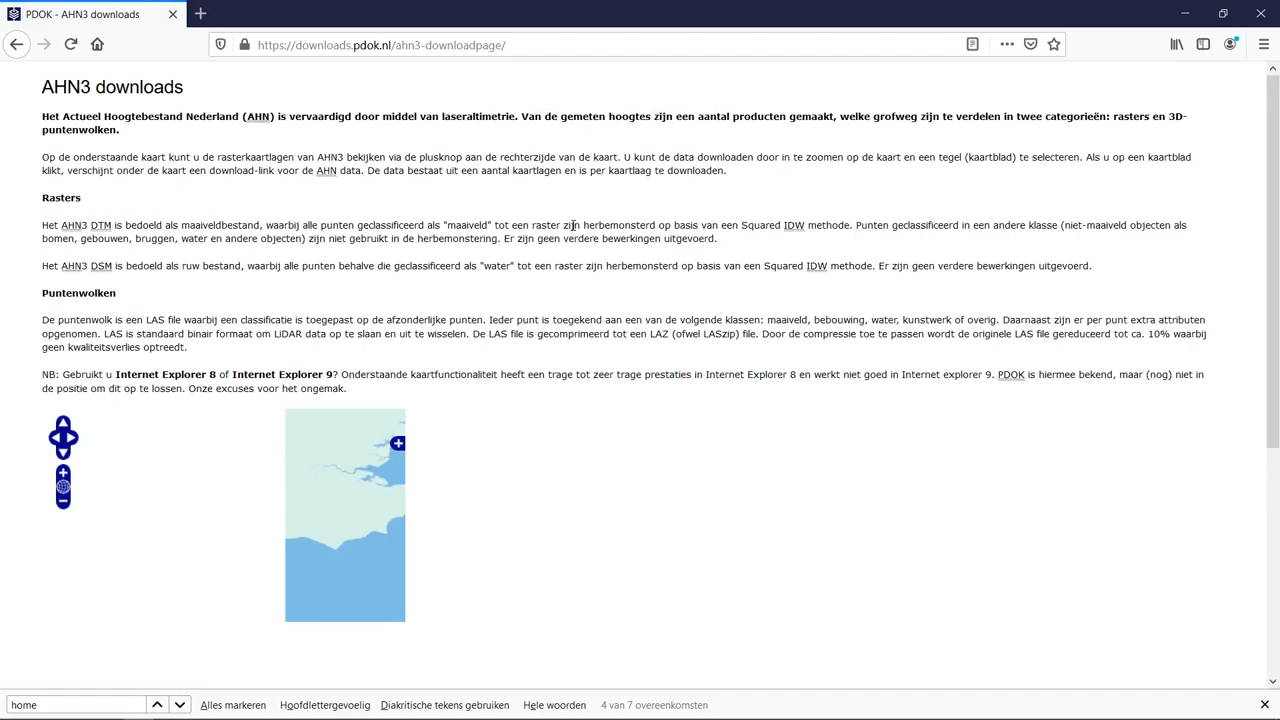 PDOK - AHN3 downloads
https://downloads.pdok.nl/ahn3-downloadpage/
AHN3 downloads
Het Actueel Hoogtebestand Nederland (AHN) is vervaardigd door middel van laseraltimetrie. Van de gemeten hoogtes zijn een aantal producten gemaakt, welke grofweg zijn te verdelen in twee categorieën: rasters en 3D-
puntenwolken.
Op de onderstaande kaart kunt u de rasterkaartlagen van AHN3 bekijken via de plusknop aan de rechterzijde van de kaart. U kunt de data downloaden door in te zoomen op de kaart en een tegel (kaartblad) te selecteren. Als u op een kaartblad
klikt, verschijnt onder de kaart een download-link voor de AHN data. De data bestaat uit een aantal kaartlagen en is per kaartlaag te downloaden.
Rasters
Het AHN3 DTM is bedoeld als maaiveldbestand, waarbij alle punten geclassificeerd als "maaiveld" tot een raster zijn herbemonsterd op basis van een Squared IDW methode. Punten geclassificeerd in een andere klasse (niet-maaiveld objecten als
bomen, gebouwen, bruggen, water en andere objecten) zijn niet gebruikt in de herbemonstering. Er zijn geen verdere bewerkingen uitgevoerd.
Het AHN3 DSM is bedoeld als ruw bestand, waarbij alle punten behalve die geclassificeerd als "water" tot een raster zijn herbemonsterd op basis van een Squared IDW methode. Er zijn geen verdere bewerkingen uitgevoerd.
Puntenwolken
De puntenwolk is een LAS file waarbij een classificatie is toegepast op de afzonderlijke punten. Ieder punt is toegekend aan een van de volgende klassen: maaiveld, bebouwing, water, kunstwerk of overig. Daarnaast zijn er per punt extra attributen
opgenomen. LAS is standaard binair formaat om LiDAR data op te slaan en uit te wisselen. De LAS file is gecomprimeerd tot een LAZ (ofwel LASzip) file. Door de compressie toe te passen wordt de originele LAS file gereduceerd tot ca. 10% waarbij
geen kwaliteitsverlies optreedt.
NB: Gebruikt u Internet Explorer 8 of Internet Explorer 9? Onderstaande kaartfunctionaliteit heeft een trage tot zeer trage prestaties in Internet Explorer 8 en werkt niet goed in Internet explorer 9. PDOK is hiermee bekend, maar (nog) niet in
de positie om dit op te lossen. Onze excuses voor het ongemak.
home Alles markeren Hoofdlettergevoelig Diakritische tekens gebruiken Hele woorden 4 van 7 overeenkomsten